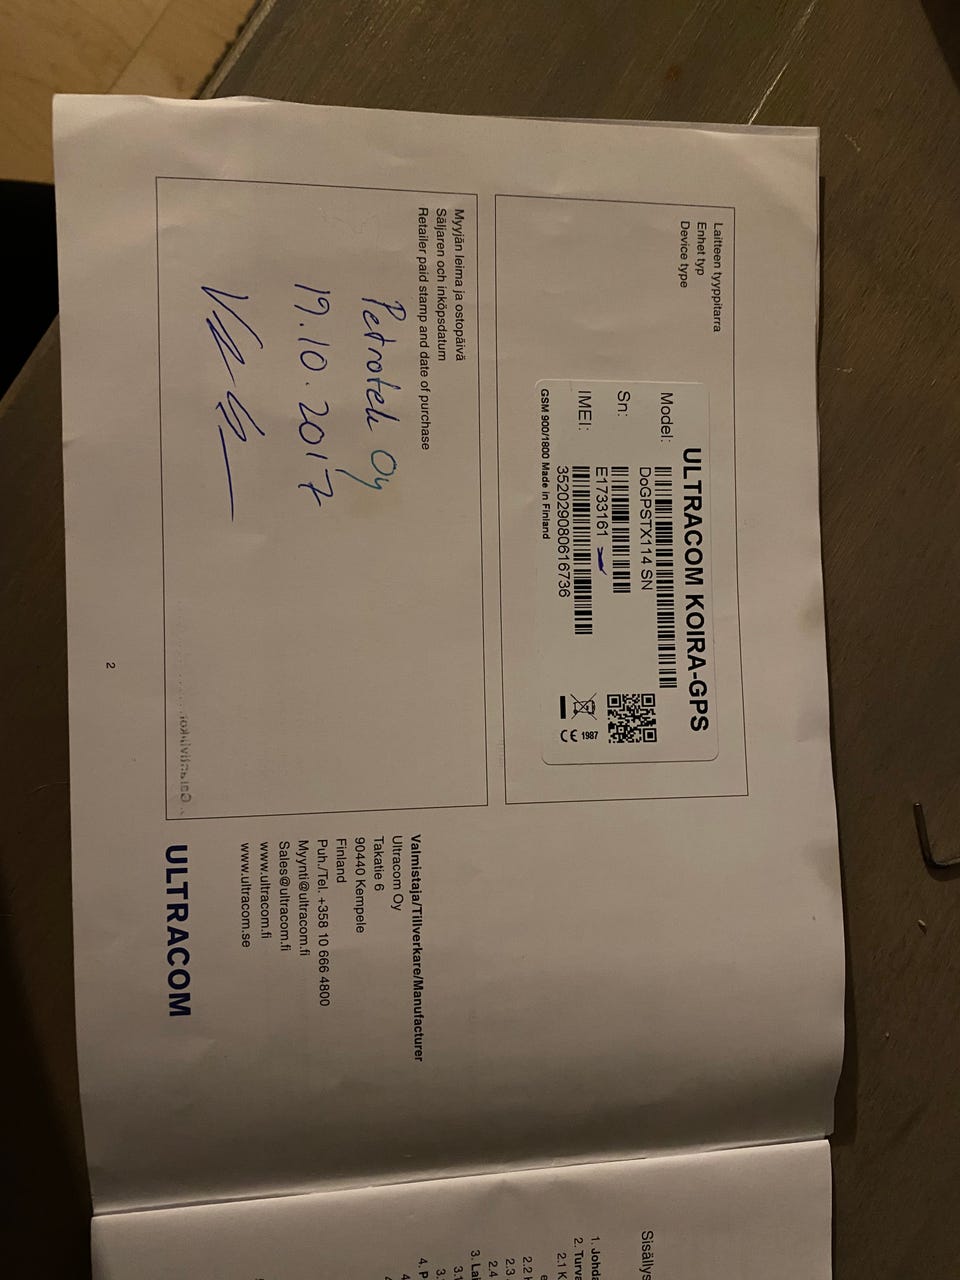 Laitteen tyyppitarra
Enhet typ
Device type
ULTRACOM KOIRA-GPS
Model:
DoGPSTX114 SN
Sn:
E1733161
IMEI:
352029080616736
GSM 900/1800 Made in Finland
1987
Myyjän leima ja ostopäivä
Säljaren och inköpsdatum
Retailer paid stamp and date of purchase
Petrotek Oy
19.10.2017
Valmistaja/Tillverkare/Manufacturer
Ultracom Oy
Takatie 6
90440 Kempele
Finland
Puh./Tel. +358 10 666 4800
Myynti@ultracom.fi
Sales@ultracom.fi
www.ultracom.fi
www.ultracom.se
ULTRACOM
2